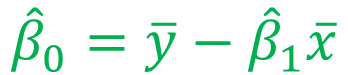 β̂₀ = ȳ − β̂₁x̄